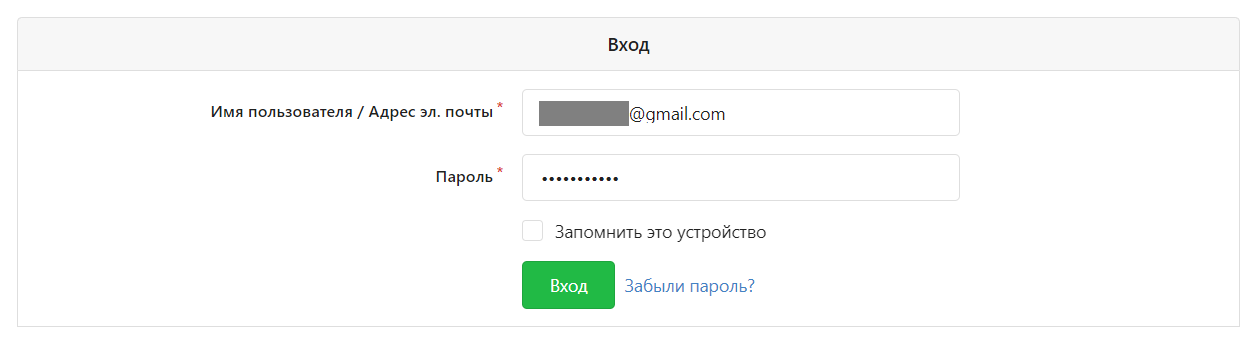 Вход
Имя пользователя / Адрес эл. почты *
@gmail.com
Пароль *
•••••••••••
Запомнить это устройство
Вход Забыли пароль?